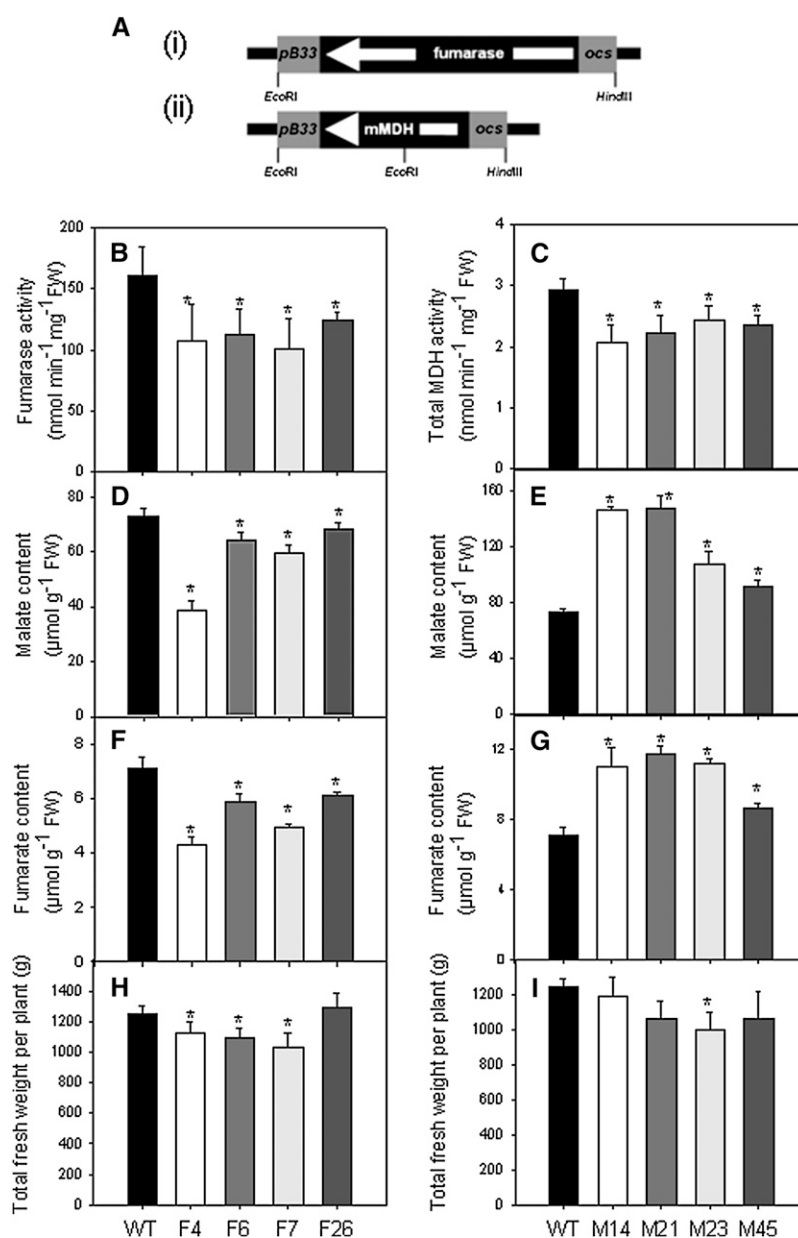 A
(i)
pB33 fumarase ocs
EcoRI HindIII
(ii)
pB33 mMDH ocs
EcoRI EcoRI HindIII
B
Fumarase activity
(nmol min⁻¹ mg⁻¹ FW)
200
150
100
50
0
* * * *
C
Total MDH activity
(nmol min⁻¹ mg⁻¹ FW)
4
3
2
1
0
* * * *
D
Malate content
(µmol g⁻¹ FW)
80
60
40
20
0
* * * *
E
Malate content
(µmol g⁻¹ FW)
160
120
80
40
0
* * * *
F
Fumarate content
(µmol g⁻¹ FW)
8
6
4
2
0
* * * *
G
Fumarate content
(µmol g⁻¹ FW)
12
8
4
0
* * * *
H
Total fresh weight per plant (g)
1400
1200
1000
800
600
400
200
0
* * *
WT F4 F6 F7 F26
I
Total fresh weight per plant (g)
1200
1000
800
600
400
200
0
*
WT M14 M21 M23 M45